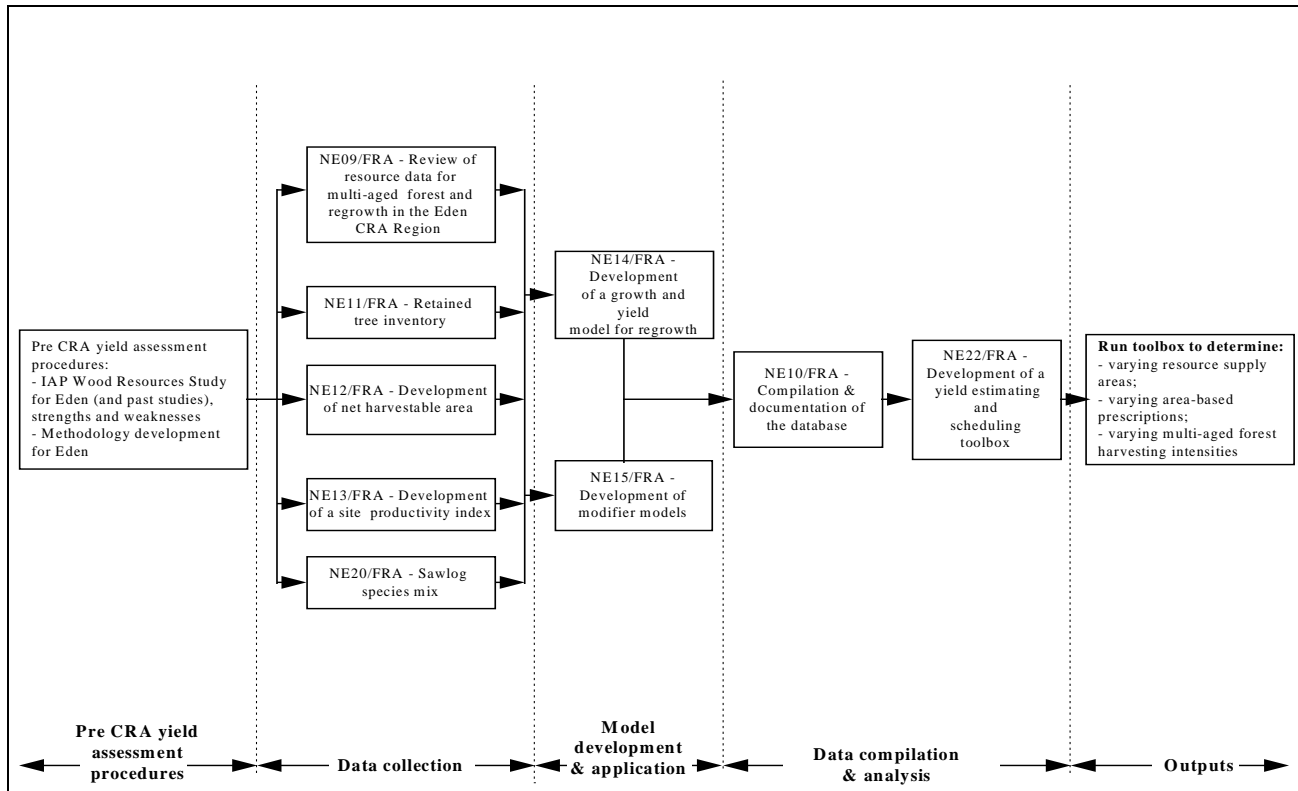 NE09/FRA - Review of
resource data for
multi-aged forest and
regrowth in the Eden
CRA Region
NE11/FRA - Retained
tree inventory
NE12/FRA - Development
of net harvestable area
NE13/FRA - Development
of a site productivity index
NE20/FRA - Sawlog
species mix
Pre CRA yield assessment
procedures:
- IAP Wood Resources Study
for Eden (and past studies),
strengths and weaknesses
- Methodology development
for Eden
NE14/FRA -
Development
of a growth and
yield
model for regrowth
NE15/FRA -
Development of
modifier models
NE10/FRA -
Compilation &
documentation of
the database
NE22/FRA -
Development of a
yield estimating
and
scheduling
toolbox
Run toolbox to determine:
- varying resource supply
areas;
- varying area-based
prescriptions;
- varying multi-aged forest
harvesting intensities
Pre CRA yield
assessment
procedures
Data collection
Model
development
& application
Data compilation
& analysis
Outputs